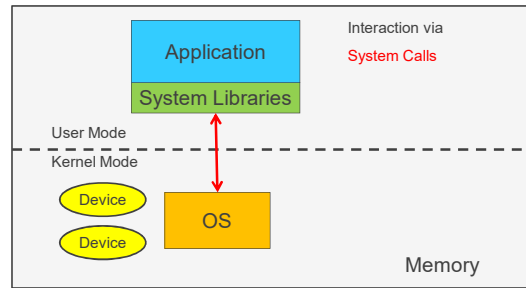 Application
Interaction via
System Calls
System Libraries
User Mode
Kernel Mode
Device
OS
Device
Memory